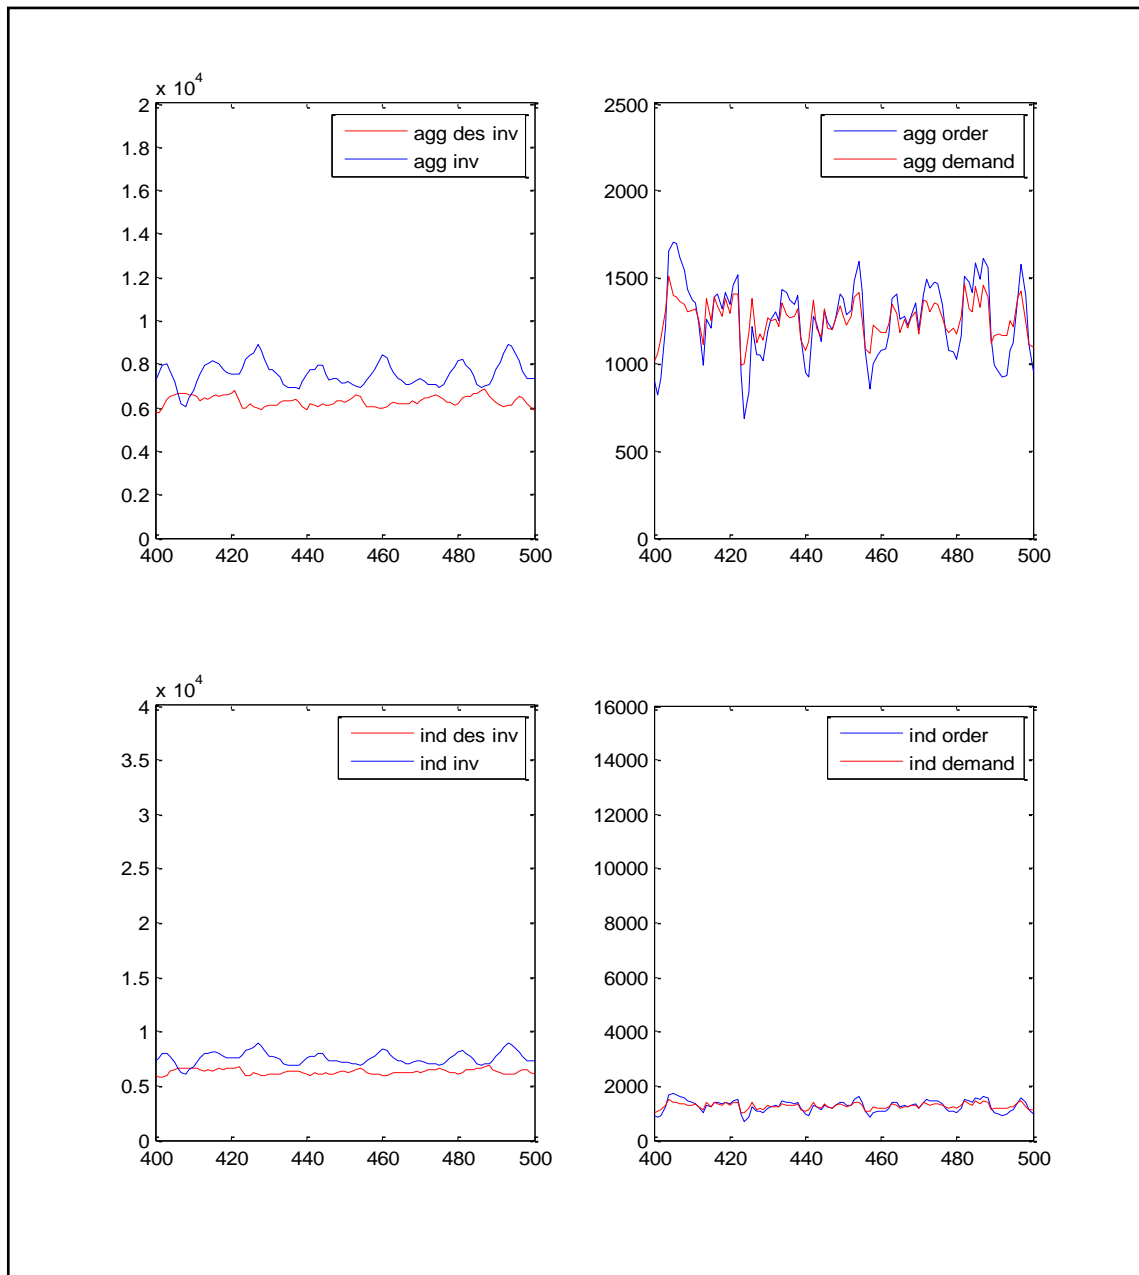 x 10^4
2
1.8
1.6
1.4
1.2
1
0.8
0.6
0.4
0.2
0
400 420 440 460 480 500
agg des inv
agg inv
2500
2000
1500
1000
500
0
400 420 440 460 480 500
agg order
agg demand
x 10^4
4
3.5
3
2.5
2
1.5
1
0.5
0
400 420 440 460 480 500
ind des inv
ind inv
16000
14000
12000
10000
8000
6000
4000
2000
0
400 420 440 460 480 500
ind order
ind demand